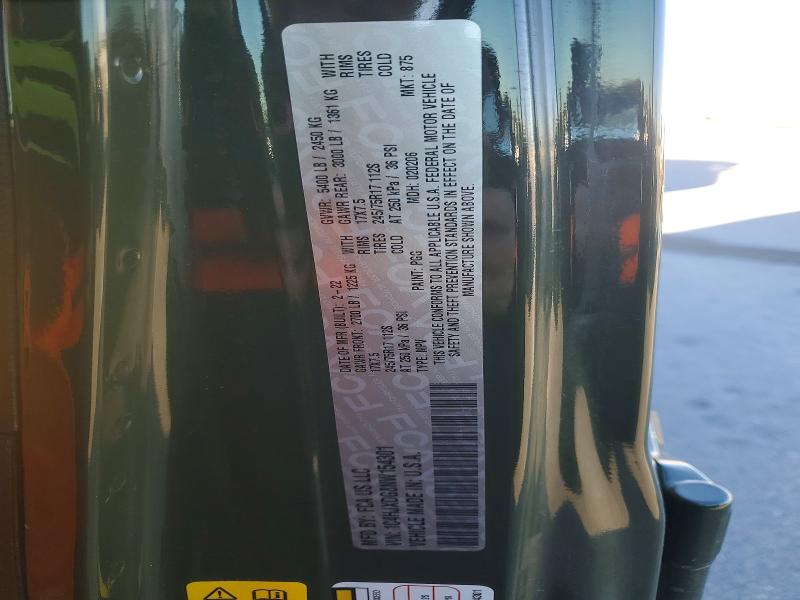 MFD BY: FCA US LLC
DATE OF MFR (BUILT): 2-22
GVWR: 5400 LB / 2450 KG
GAWR FRONT: 2700 LB / 1225 KG WITH
GAWR REAR: 3000 LB / 1361 KG WITH
17X7.5 RIMS
17X7.5 RIMS
245/75R17 112S TIRES
245/75R17 112S TIRES
AT 250 kPa / 36 PSI COLD
AT 250 kPa / 36 PSI COLD
VIN: 1C4HJXDG5NW154301
TYPE: MPV
PAINT: PGG
MDH: 020206
MKT: 875
VEHICLE MADE IN: U.S.A.
THIS VEHICLE CONFORMS TO ALL APPLICABLE U.S.A. FEDERAL MOTOR VEHICLE
SAFETY AND THEFT PREVENTION STANDARDS IN EFFECT ON THE DATE OF
MANUFACTURE SHOWN ABOVE.